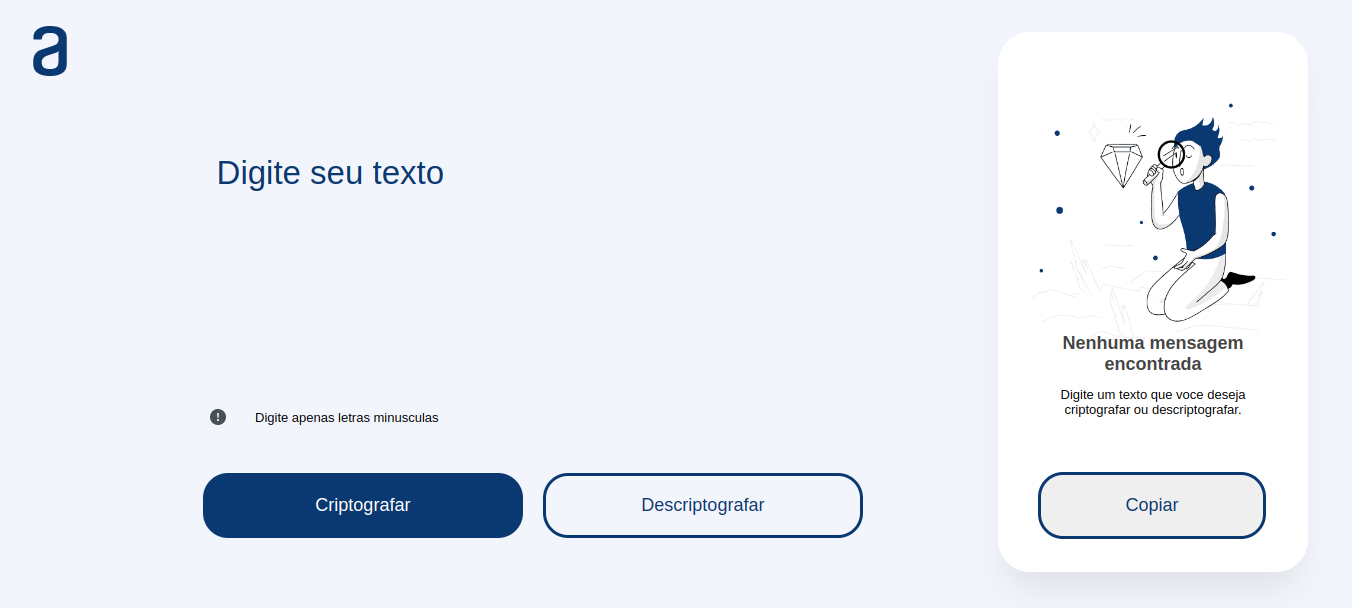 a
Digite seu texto
Digite apenas letras minusculas
Criptografar
Descriptografar
Nenhuma mensagem
encontrada
Digite um texto que voce deseja
criptografar ou descriptografar.
Copiar